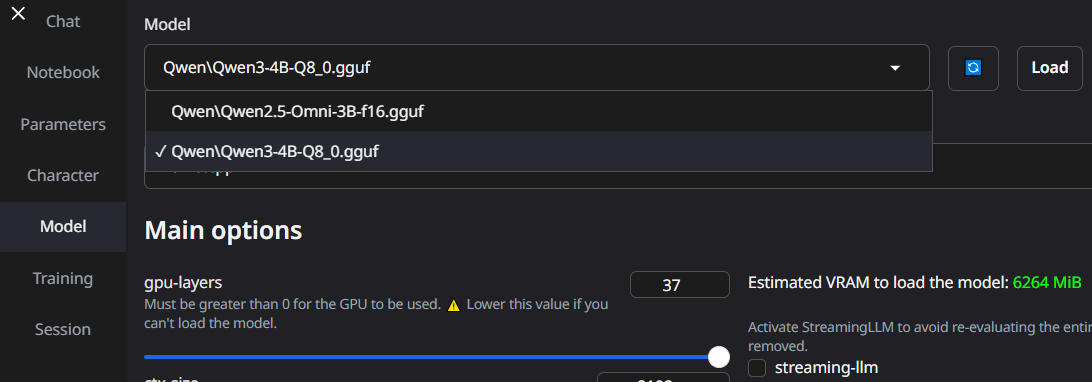 Chat
Notebook
Parameters
Character
Model
Training
Session
Model
Qwen\Qwen3-4B-Q8_0.gguf
Load
Qwen\Qwen2.5-Omni-3B-f16.gguf
✓ Qwen\Qwen3-4B-Q8_0.gguf
Main options
gpu-layers
37
Must be greater than 0 for the GPU to be used. ⚠ Lower this value if you
can't load the model.
Estimated VRAM to load the model: 6264 MiB
Activate StreamingLLM to avoid re-evaluating the entir
removed.
streaming-llm
ctx-size